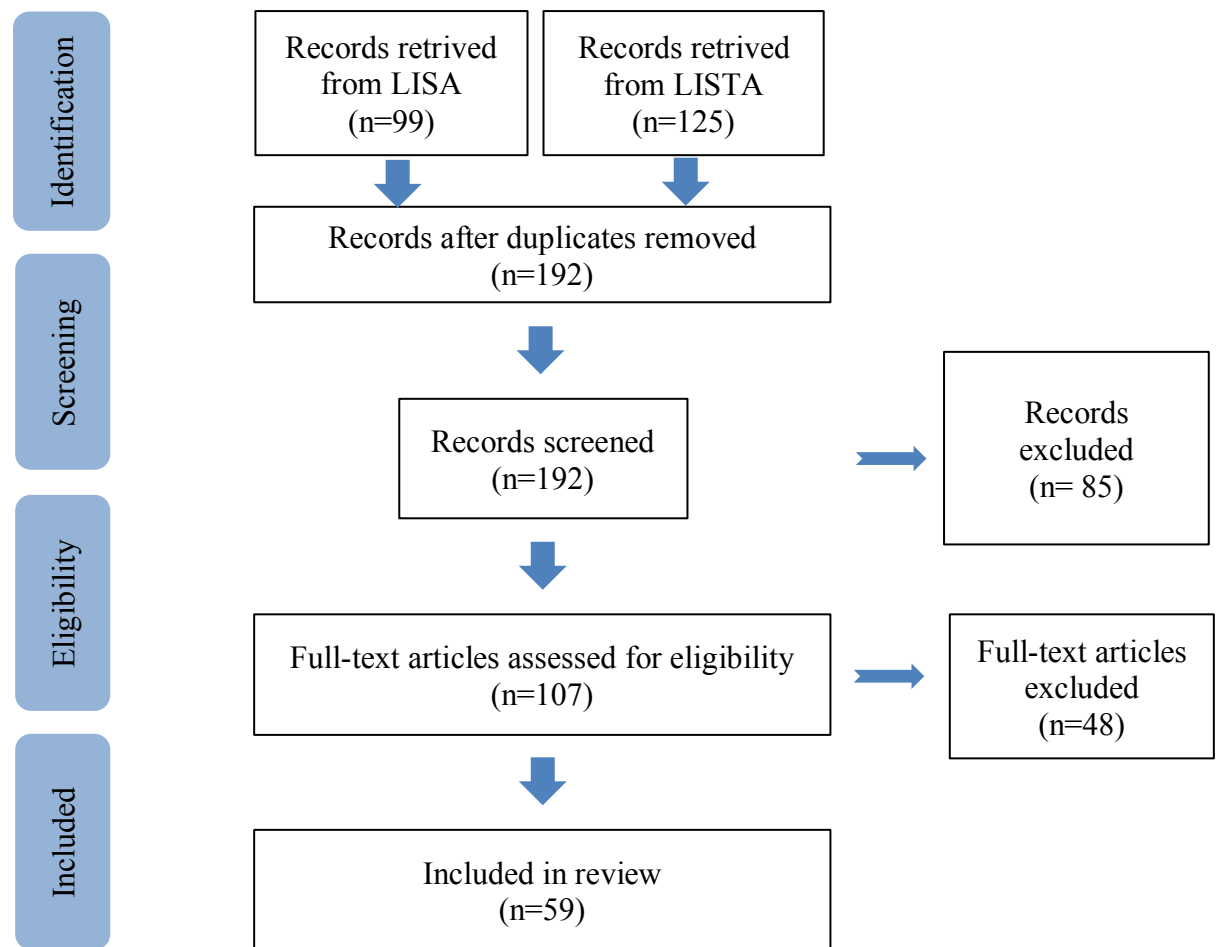 Identification
Records retrived
from LISA
(n=99)
Records retrived
from LISTA
(n=125)
Records after duplicates removed
(n=192)
Screening
Records screened
(n=192)
Records
excluded
(n= 85)
Eligibility
Full-text articles assessed for eligibility
(n=107)
Full-text articles
excluded
(n=48)
Included
Included in review
(n=59)